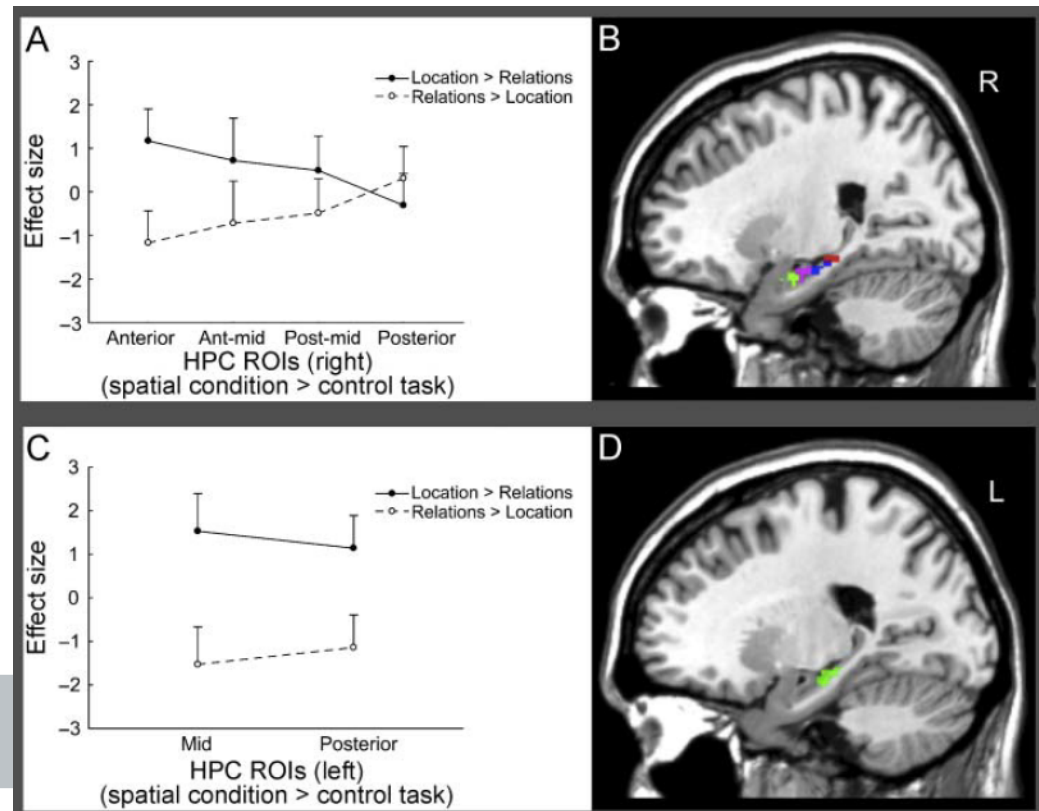 A
3
2
1
0
−1
−2
−3
Effect size
Location > Relations
Relations > Location
Anterior Ant-mid Post-mid Posterior
HPC ROIs (right)
(spatial condition > control task)
B
R
C
3
2
1
0
−1
−2
−3
Effect size
Location > Relations
Relations > Location
Mid Posterior
HPC ROIs (left)
(spatial condition > control task)
D
L